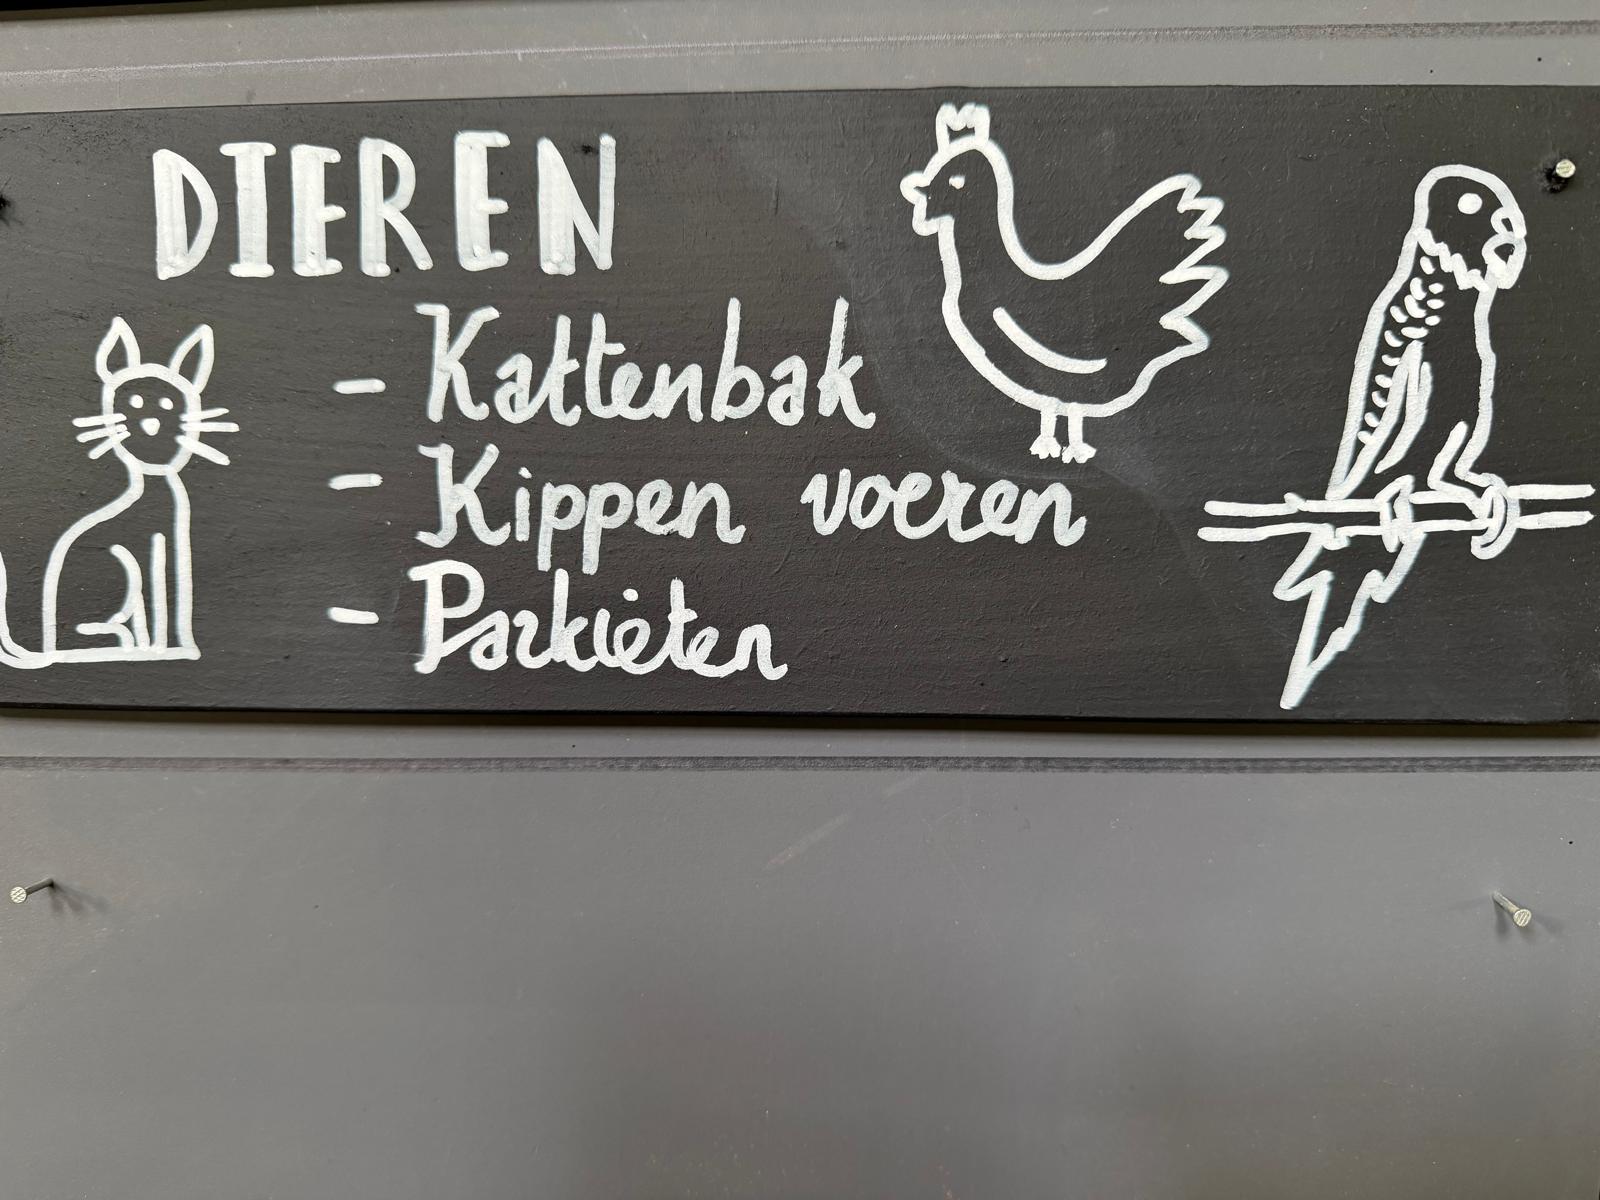 DIEREN
- Kattenbak
- Kippen voeren
- Parkieten